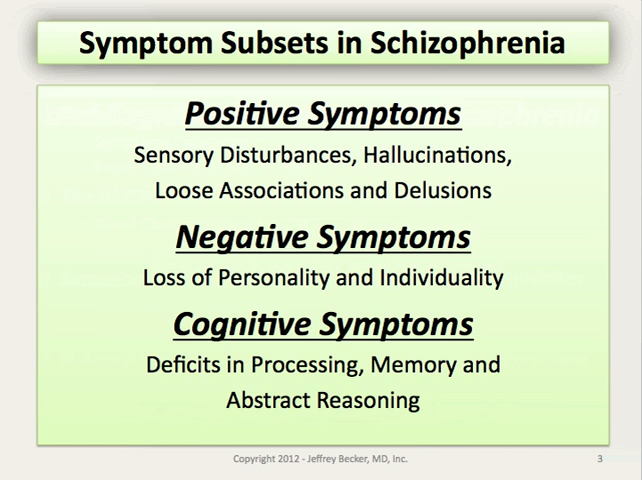 Symptom Subsets in Schizophrenia
Positive Symptoms
Sensory Disturbances, Hallucinations,
Loose Associations and Delusions
Negative Symptoms
Loss of Personality and Individuality
Cognitive Symptoms
Deficits in Processing, Memory and
Abstract Reasoning
Copyright 2012 - Jeffrey Becker, MD, Inc.
3